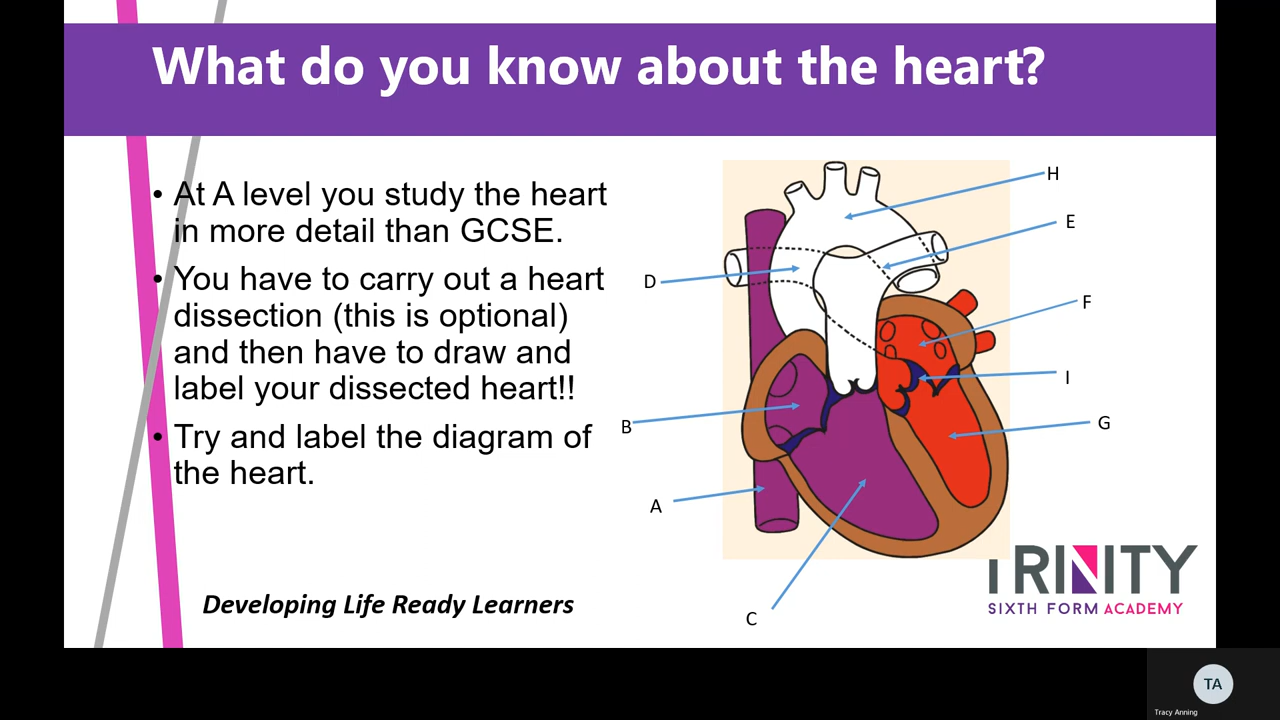 What do you know about the heart?
• At A level you study the heart
in more detail than GCSE.
• You have to carry out a heart
dissection (this is optional)
and then have to draw and
label your dissected heart!!
• Try and label the diagram of
the heart.
Developing Life Ready Learners
H
E
D
F
I
B
G
A
C
TRINITY
SIXTH FORM ACADEMY
TA
Tracy Anning